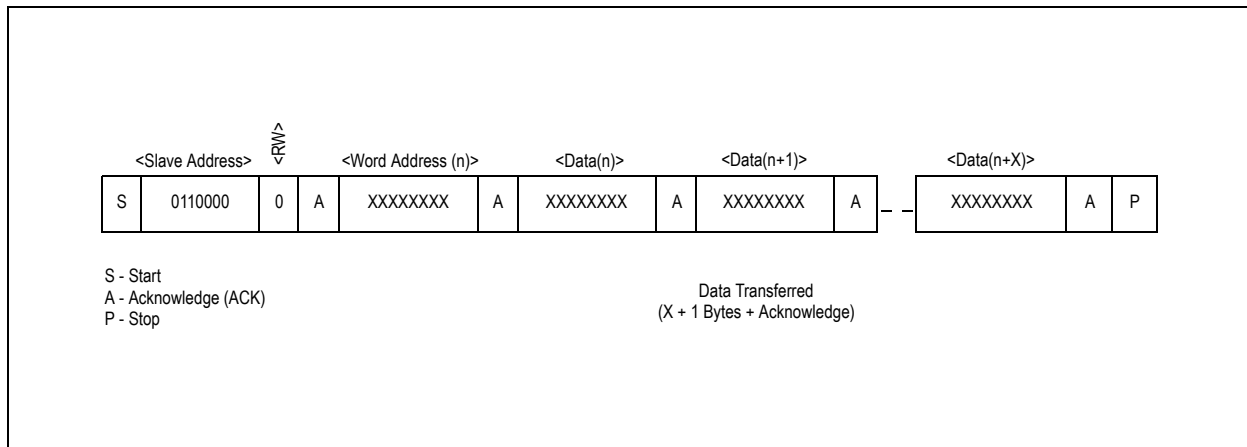 <RW>
<Slave Address> <Word Address (n)> <Data(n)> <Data(n+1)> <Data(n+X)>
S 0110000 0 A XXXXXXXX A XXXXXXXX A XXXXXXXX A XXXXXXXX A P
S - Start
A - Acknowledge (ACK)
P - Stop
Data Transferred
(X + 1 Bytes + Acknowledge)